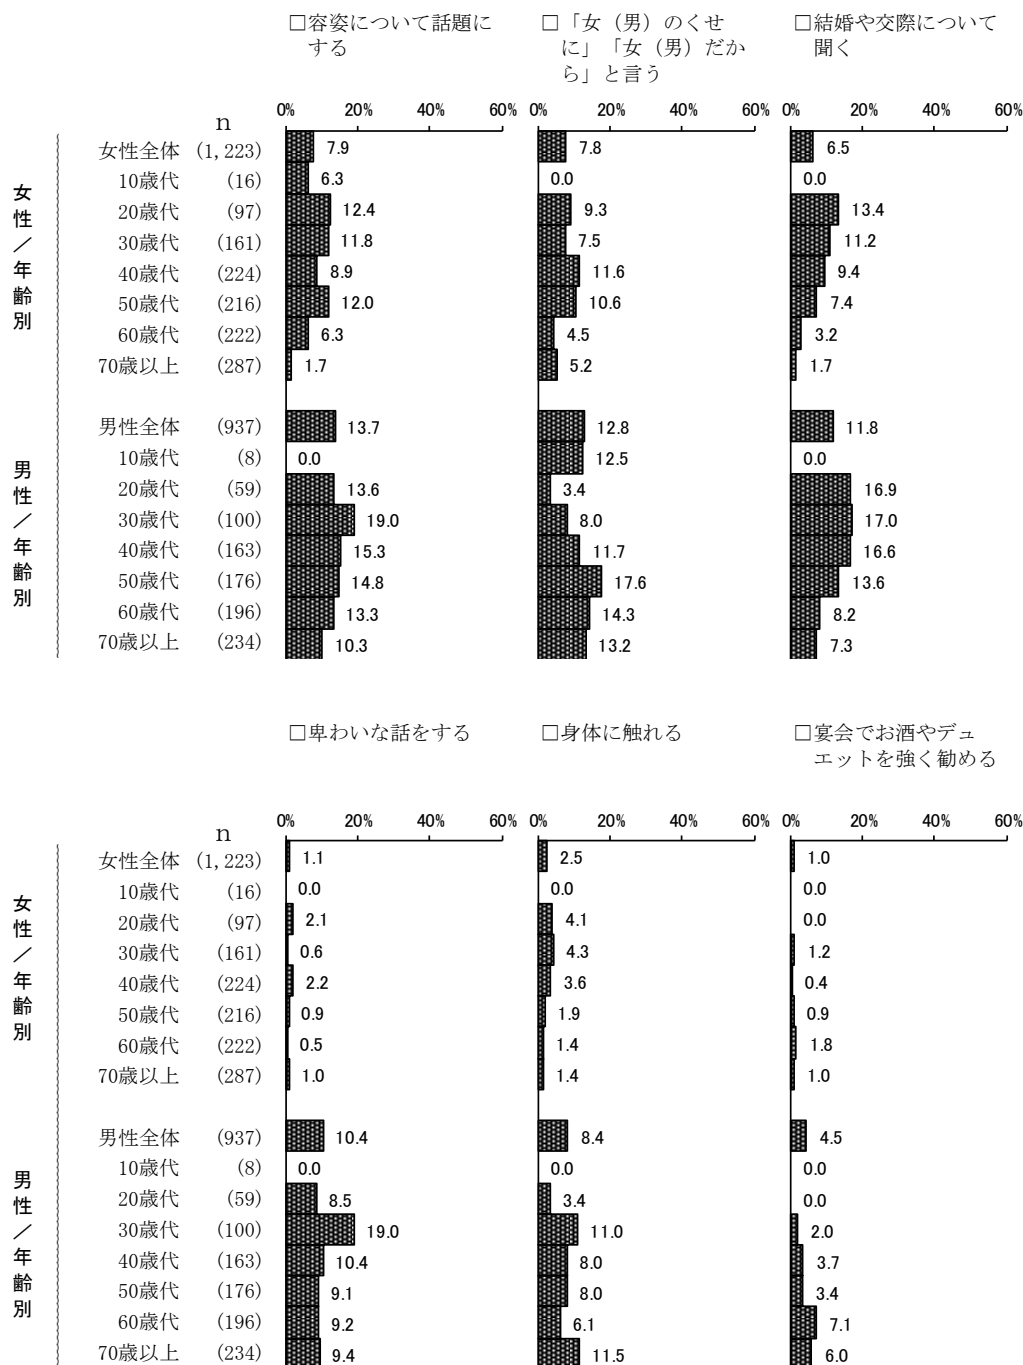 □容姿について話題に
する
□「女（男）のくせ
に」「女（男）だか
ら」と言う
□結婚や交際について
聞く
0% 20% 40% 60% 0% 20% 40% 60% 0% 20% 40% 60%
n
女性／年齢別
女性全体 (1,223) 7.9 7.8 6.5
10歳代 (16) 6.3 0.0 0.0
20歳代 (97) 12.4 9.3 13.4
30歳代 (161) 11.8 7.5 11.2
40歳代 (224) 8.9 11.6 9.4
50歳代 (216) 12.0 10.6 7.4
60歳代 (222) 6.3 4.5 3.2
70歳以上 (287) 1.7 5.2 1.7
男性／年齢別
男性全体 (937) 13.7 12.8 11.8
10歳代 (8) 0.0 12.5 0.0
20歳代 (59) 13.6 3.4 16.9
30歳代 (100) 19.0 8.0 17.0
40歳代 (163) 15.3 11.7 16.6
50歳代 (176) 14.8 17.6 13.6
60歳代 (196) 13.3 14.3 8.2
70歳以上 (234) 10.3 13.2 7.3
□卑わいな話をする
□身体に触れる
□宴会でお酒やデュ
エットを強く勧める
0% 20% 40% 60% 0% 20% 40% 60% 0% 20% 40% 60%
n
女性／年齢別
女性全体 (1,223) 1.1 2.5 1.0
10歳代 (16) 0.0 0.0 0.0
20歳代 (97) 2.1 4.1 0.0
30歳代 (161) 0.6 4.3 1.2
40歳代 (224) 2.2 3.6 0.4
50歳代 (216) 0.9 1.9 0.9
60歳代 (222) 0.5 1.4 1.8
70歳以上 (287) 1.0 1.4 1.0
男性／年齢別
男性全体 (937) 10.4 8.4 4.5
10歳代 (8) 0.0 0.0 0.0
20歳代 (59) 8.5 3.4 0.0
30歳代 (100) 19.0 11.0 2.0
40歳代 (163) 10.4 8.0 3.7
50歳代 (176) 9.1 8.0 3.4
60歳代 (196) 9.2 6.1 7.1
70歳以上 (234) 9.4 11.5 6.0